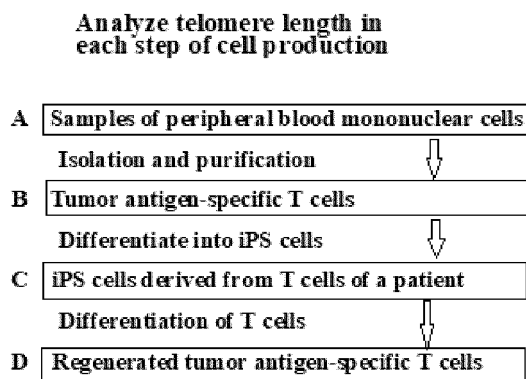 Analyze telomere length in
each step of cell production
A Samples of peripheral blood mononuclear cells
Isolation and purification
B Tumor antigen-specific T cells
Differentiate into iPS cells
C iPS cells derived from T cells of a patient
Differentiation of T cells
D Regenerated tumor antigen-specific T cells